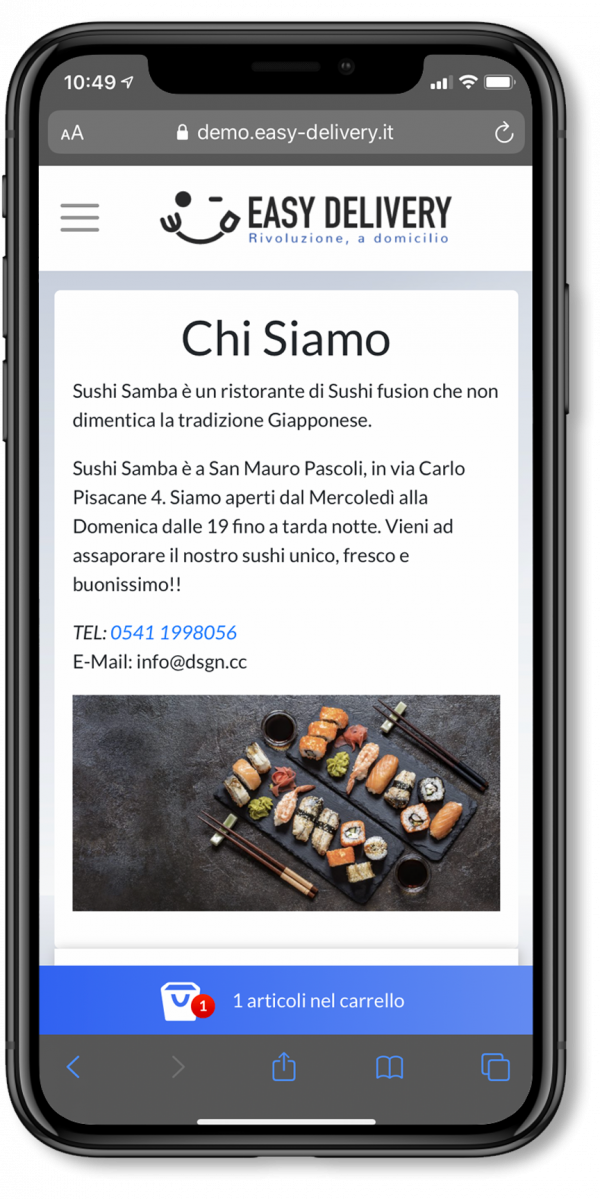 10:49
AA demo.easy-delivery.it
EASY DELIVERY
Rivoluzione, a domicilio
Chi Siamo
Sushi Samba è un ristorante di Sushi fusion che non
dimentica la tradizione Giapponese.
Sushi Samba è a San Mauro Pascoli, in via Carlo
Pisacane 4. Siamo aperti dal Mercoledì alla
Domenica dalle 19 fino a tarda notte. Vieni ad
assaporare il nostro sushi unico, fresco e
buonissimo!!
TEL: 0541 1998056
E-Mail: info@dsgn.cc
1
1 articoli nel carrello